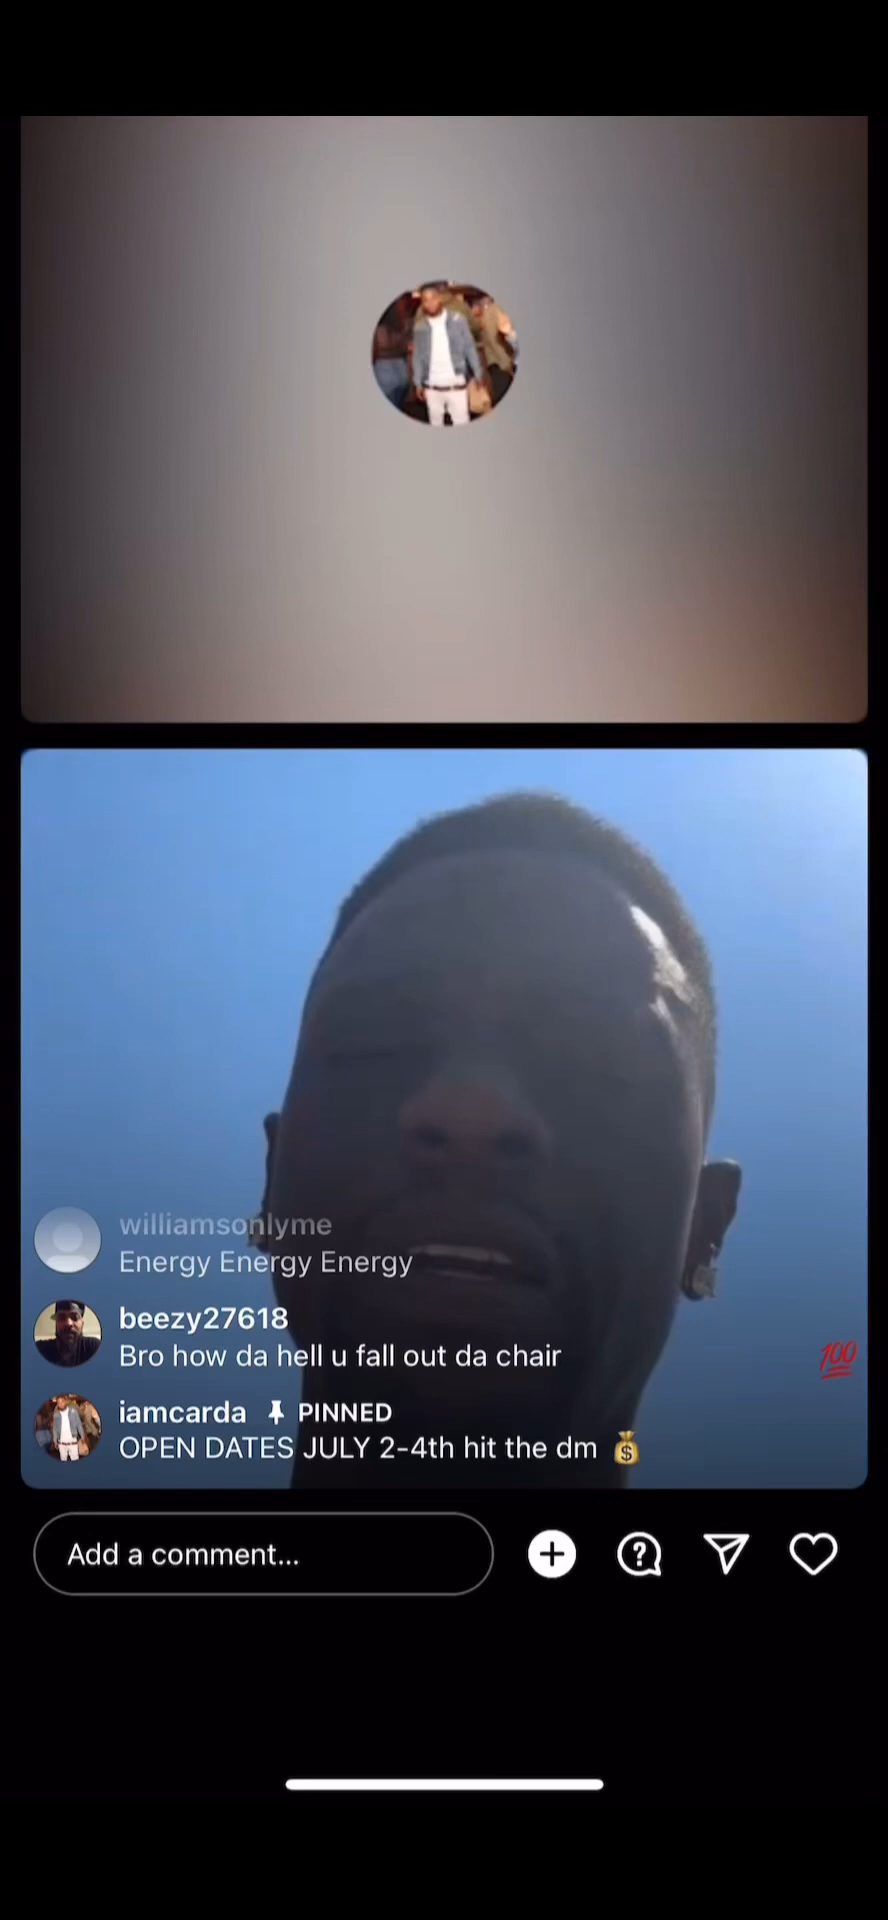 williamsonlyme
Energy Energy Energy
beezy27618
Bro how da hell u fall out da chair
💯
iamcarda 📌 PINNED
OPEN DATES JULY 2-4th hit the dm 💰
Add a comment...